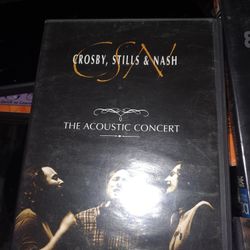 CSN
CROSBY, STILLS & NASH
THE ACOUSTIC CONCERT